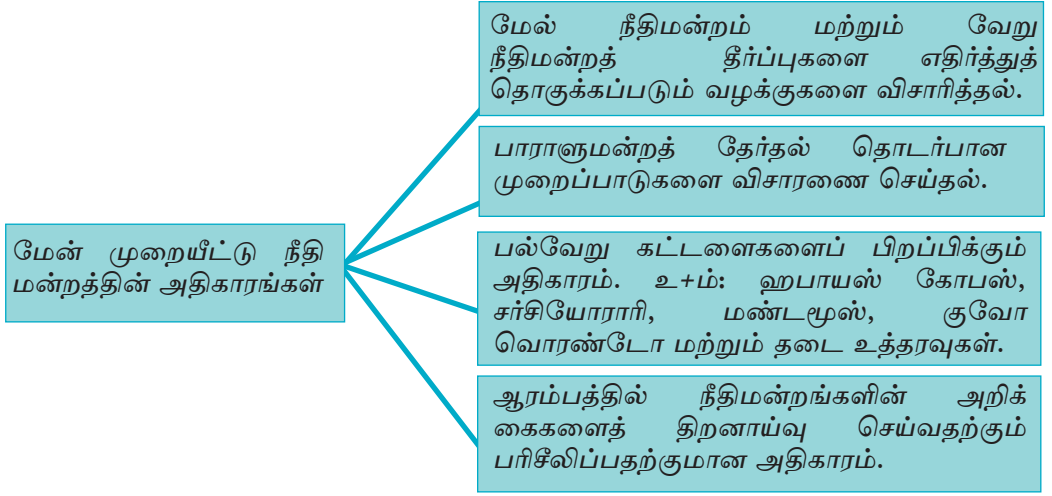 மேன் முறையீட்டு நீதி
மன்றத்தின் அதிகாரங்கள்
மேல் நீதிமன்றம் மற்றும் வேறு
நீதிமன்றத் தீர்ப்புகளை எதிர்த்துத்
தொகுக்கப்படும் வழக்குகளை விசாரித்தல்.
பாராளுமன்றத் தேர்தல் தொடர்பான
முறைப்பாடுகளை விசாரணை செய்தல்.
பல்வேறு கட்டளைகளைப் பிறப்பிக்கும்
அதிகாரம். உ+ம்: ஹபாயஸ் கோபஸ்,
சர்சியோராரி, மண்டமூஸ், குவோ
வொரண்டோ மற்றும் தடை உத்தரவுகள்.
ஆரம்பத்தில் நீதிமன்றங்களின் அறிக்
கைகளைத் திறனாய்வு செய்வதற்கும்
பரிசீலிப்பதற்குமான அதிகாரம்.